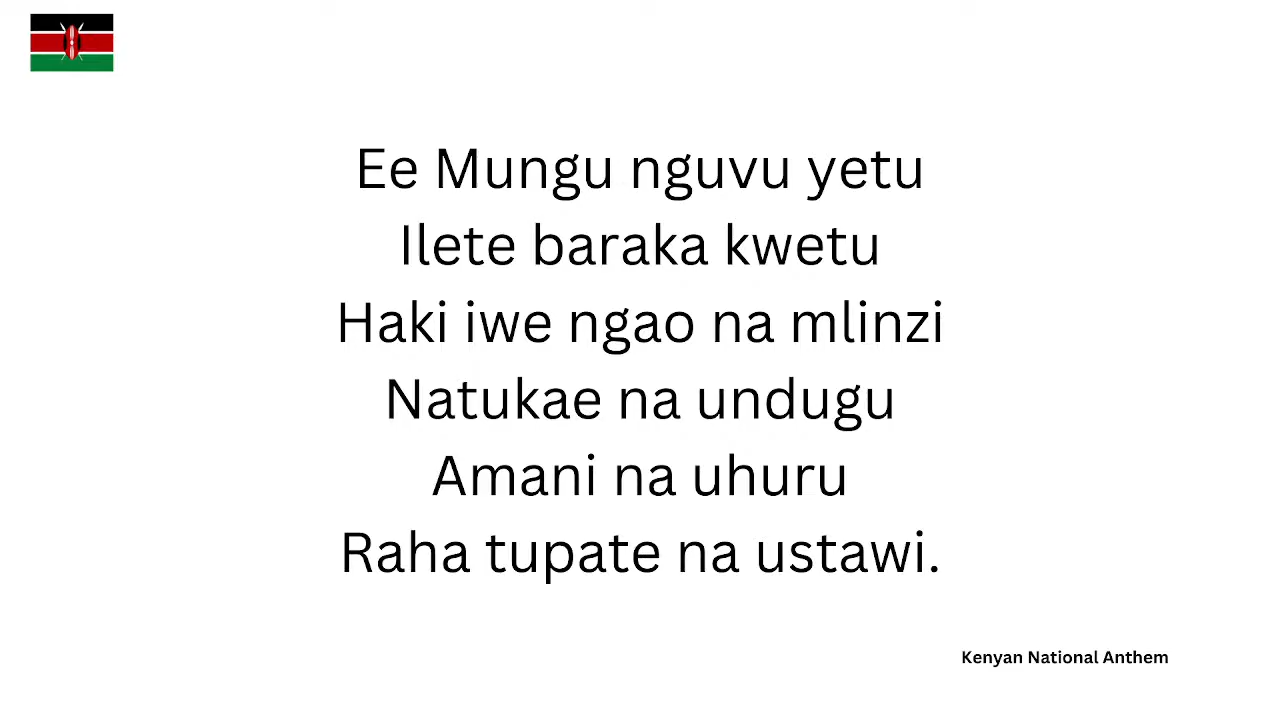 Ee Mungu nguvu yetu
Ilete baraka kwetu
Haki iwe ngao na mlinzi
Natukae na undugu
Amani na uhuru
Raha tupate na ustawi.
Kenyan National Anthem